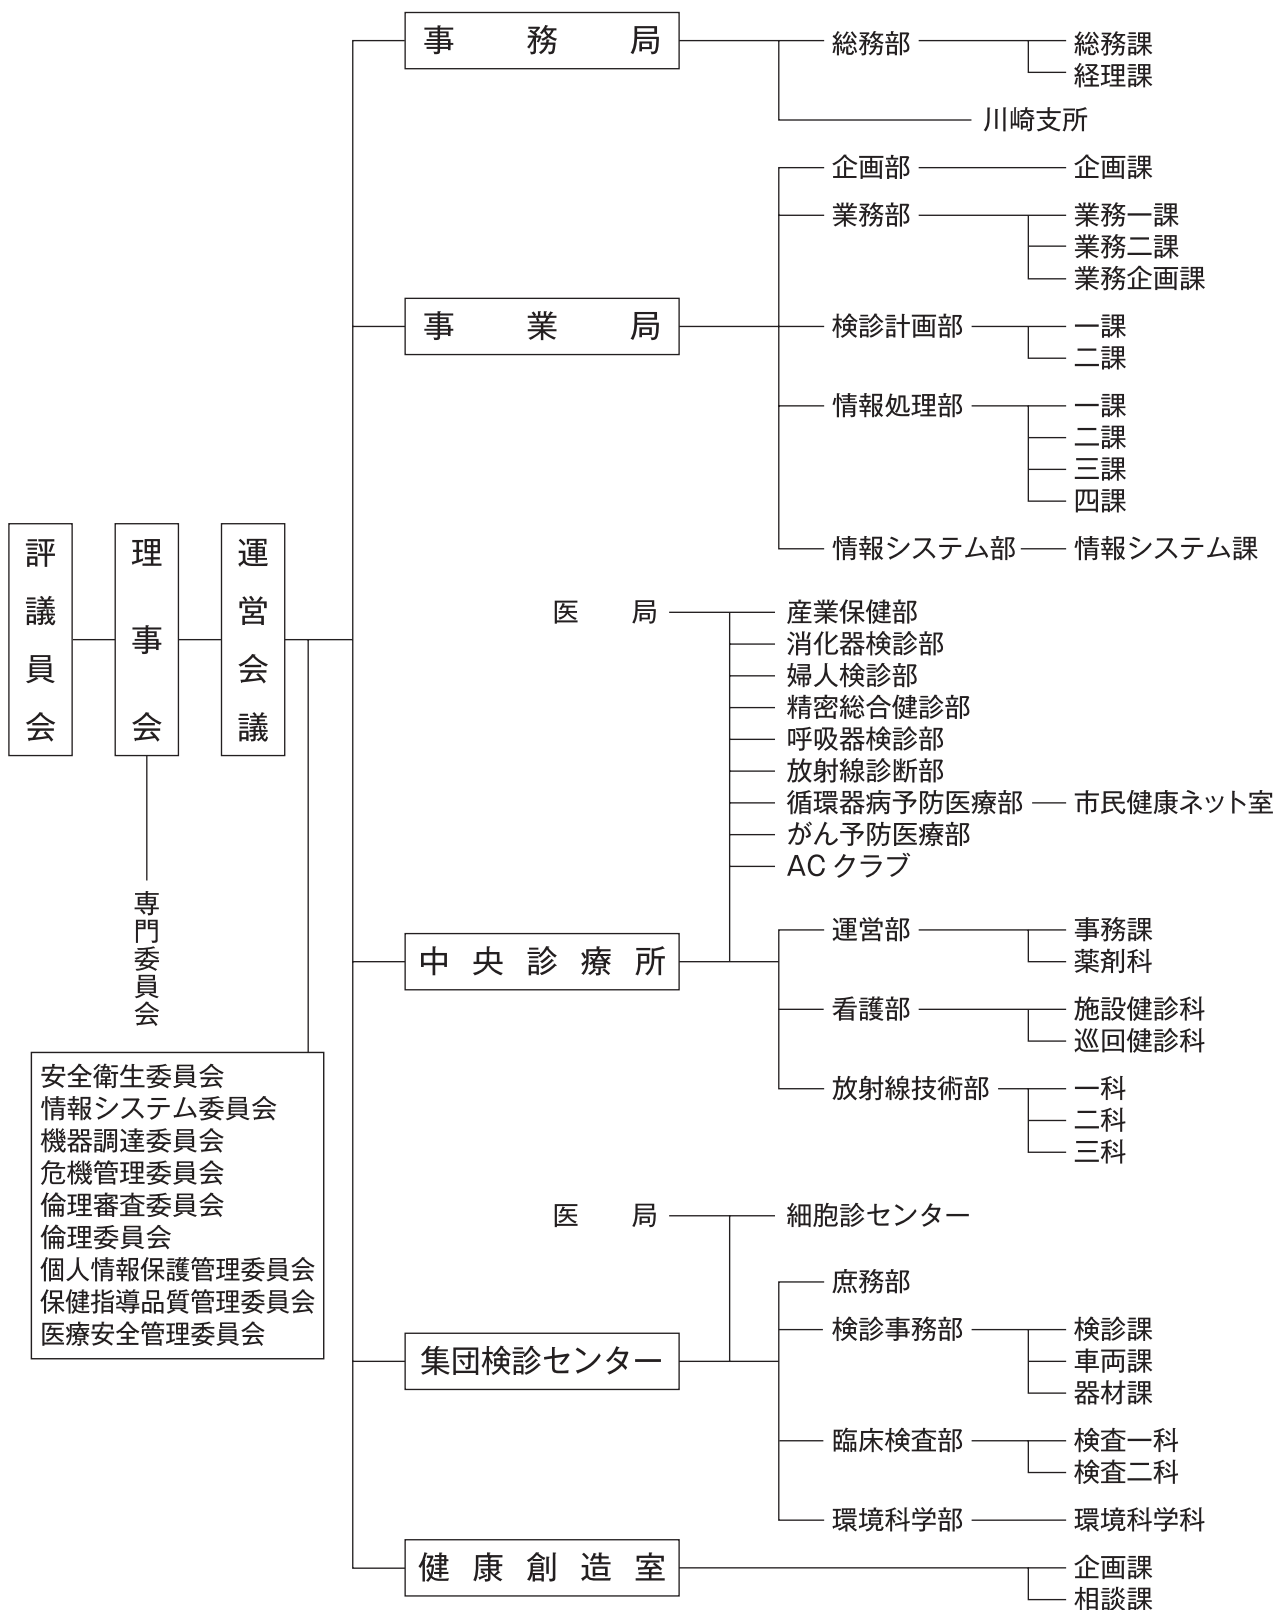 事務局
総務部
総務課
経理課
川崎支所
企画部
企画課
業務部
業務一課
業務二課
業務企画課
事業局
検診計画部
一課
二課
情報処理部
一課
二課
三課
四課
情報システム部
情報システム課
評議員会
理事会
運営会議
専門委員会
安全衛生委員会
情報システム委員会
機器調達委員会
危機管理委員会
倫理審査委員会
倫理委員会
個人情報保護管理委員会
保健指導品質管理委員会
医療安全管理委員会
医局
産業保健部
消化器検診部
婦人検診部
精密総合健診部
呼吸器検診部
放射線診断部
循環器病予防医療部
市民健康ネット室
がん予防医療部
ACクラブ
中央診療所
運営部
事務課
薬剤科
看護部
施設健診科
巡回健診科
放射線技術部
一科
二科
三科
医局
細胞診センター
庶務部
検診事務部
検診課
車両課
器材課
集団検診センター
臨床検査部
検査一科
検査二科
環境科学部
環境科学科
健康創造室
企画課
相談課